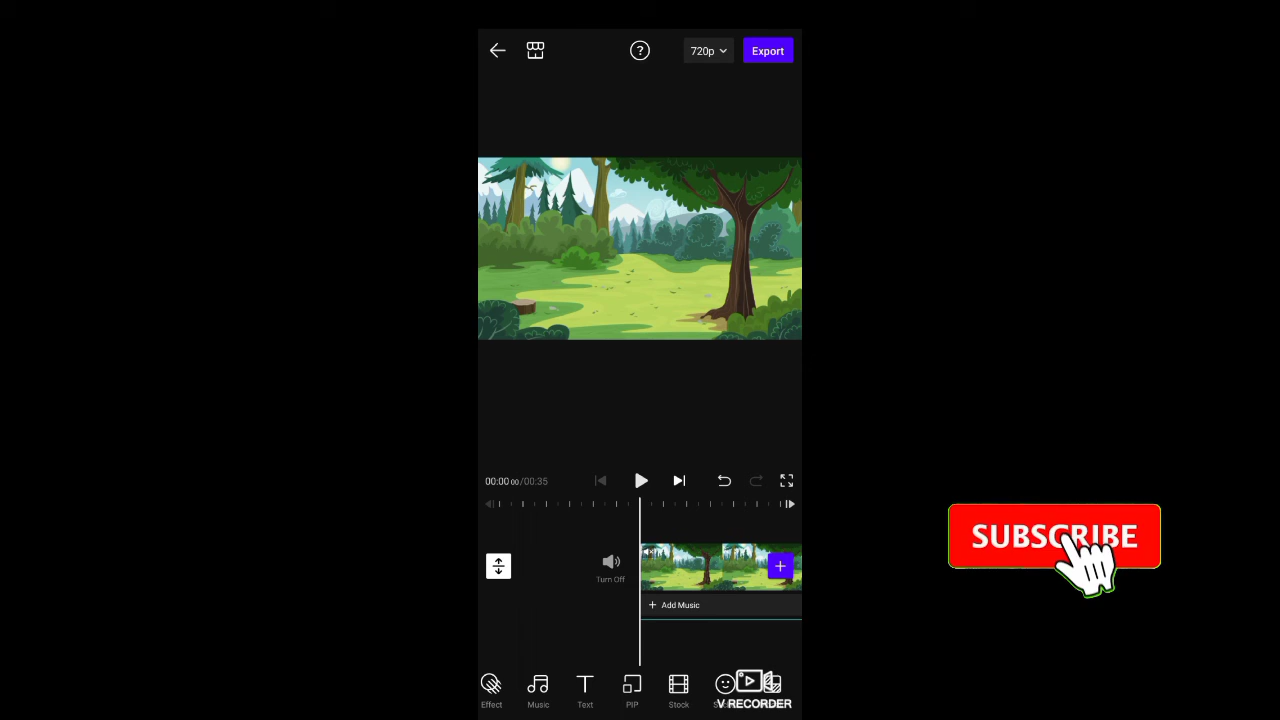 720p
Export
00:00 00/00:35
Turn Off
Add Music
SUBSCRIBE
Effect
Music
Text
PIP
Stock
V RECORDER